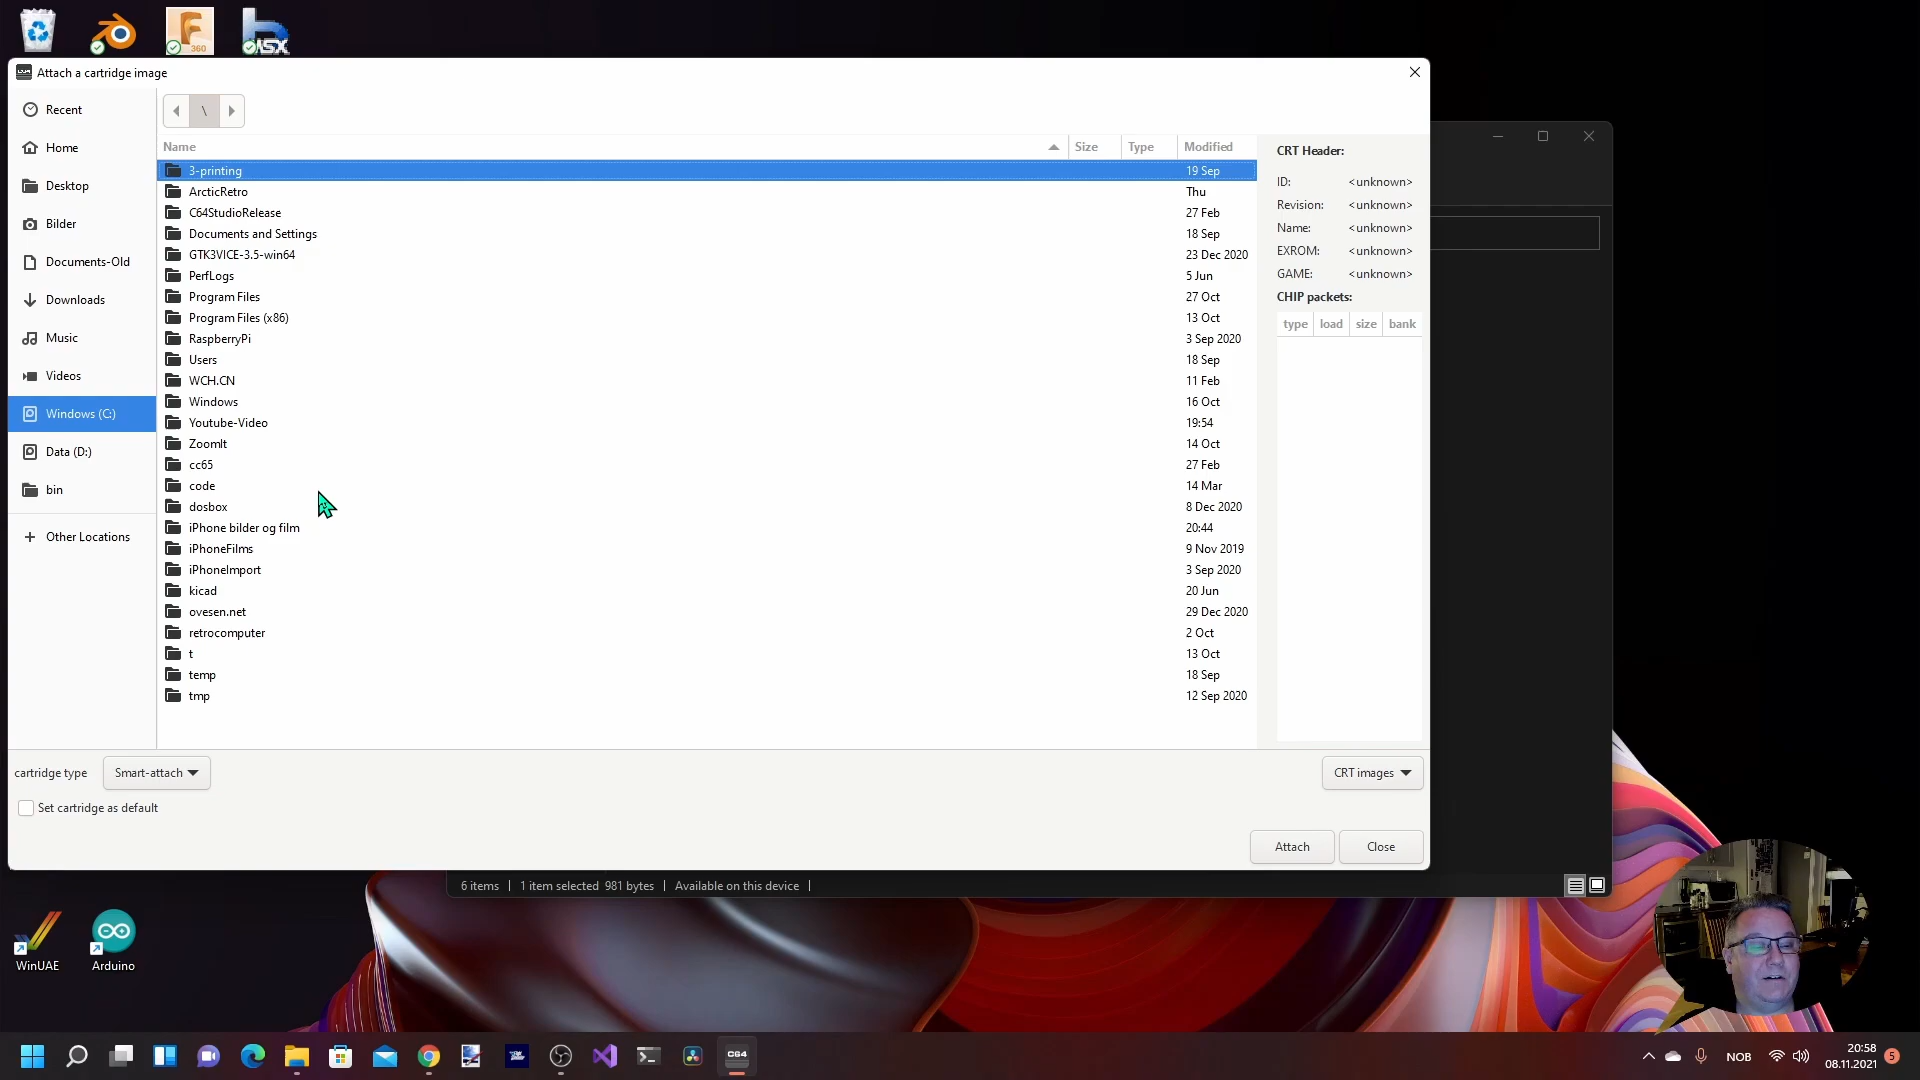 360
MSX
Attach a cartridge image
Recent
Home
Desktop
Bilder
Documents-Old
Downloads
Music
Videos
Windows (C:)
Data (D:)
bin
Other Locations
\
Name Size Type Modified
3-printing 19 Sep
ArcticRetro Thu
C64StudioRelease 27 Feb
Documents and Settings 18 Sep
GTK3VICE-3.5-win64 23 Dec 2020
PerfLogs 5 Jun
Program Files 27 Oct
Program Files (x86) 13 Oct
RaspberryPi 3 Sep 2020
Users 18 Sep
WCH.CN 11 Feb
Windows 16 Oct
Youtube-Video 19:54
ZoomIt 14 Oct
cc65 27 Feb
code 14 Mar
dosbox 8 Dec 2020
iPhone bilder og film 20:44
iPhoneFilms 9 Nov 2019
iPhoneImport 3 Sep 2020
kicad 20 Jun
ovesen.net 29 Dec 2020
retrocomputer 2 Oct
t 13 Oct
temp 18 Sep
tmp 12 Sep 2020
CRT Header:
ID: <unknown>
Revision: <unknown>
Name: <unknown>
EXROM: <unknown>
GAME: <unknown>
CHIP packets:
type load size bank
cartridge type Smart-attach
CRT images
Set cartridge as default
Attach Close
6 items 1 item selected 981 bytes Available on this device
WinUAE
Arduino
C64
NOB
20:58
08.11.2021
5